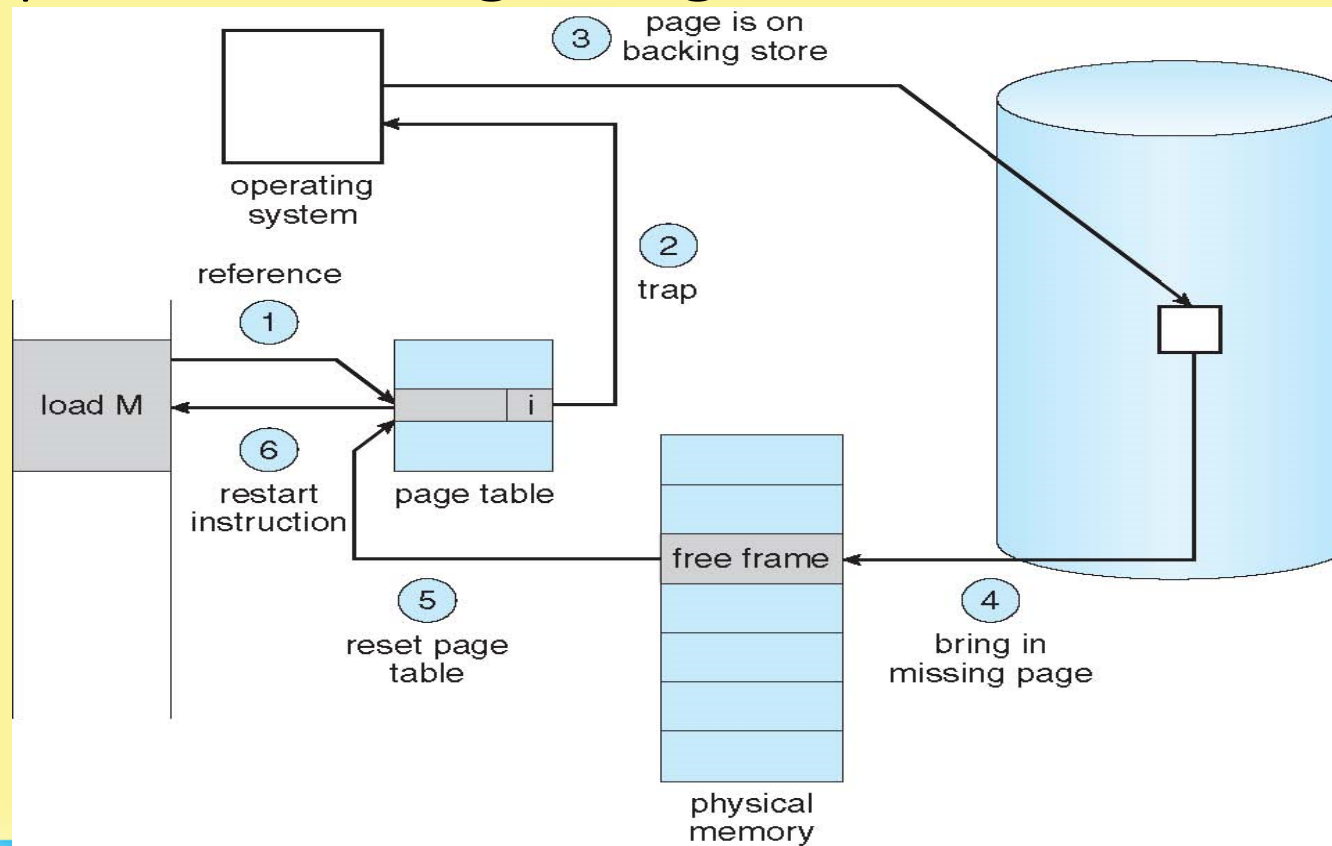 3
page is on
backing store
operating
system
2
trap
reference
1
load M
i
6
restart
instruction
page table
free frame
5
reset page
table
4
bring in
missing page
physical
memory